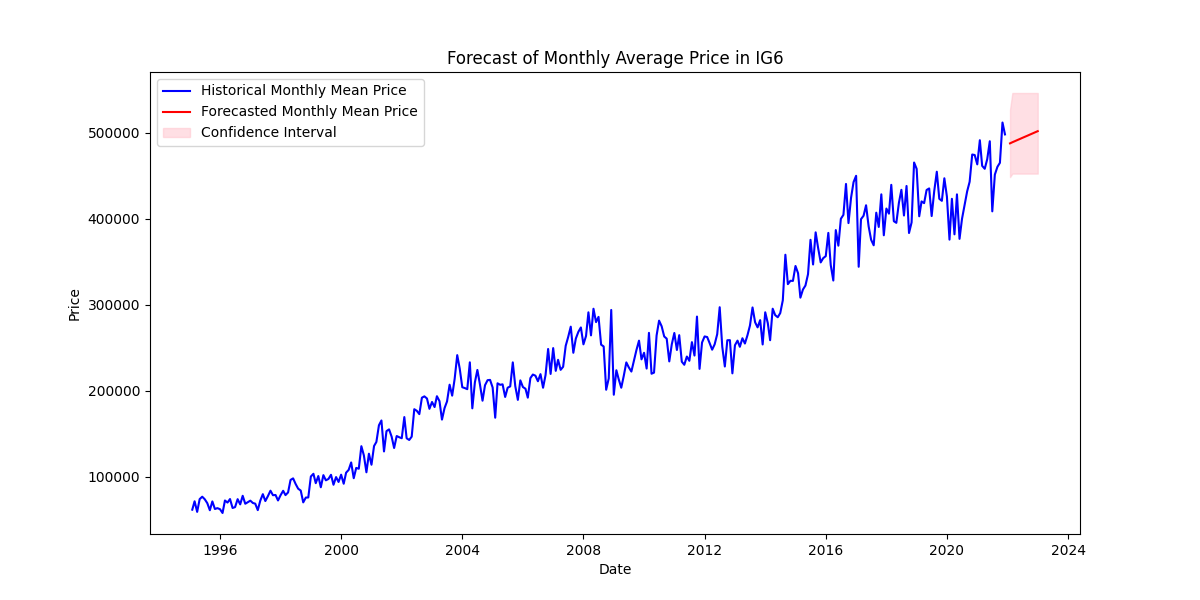 Forecast of Monthly Average Price in IG6
Historical Monthly Mean Price
Forecasted Monthly Mean Price
Confidence Interval
Price
500000
400000
300000
200000
100000
1996 2000 2004 2008 2012 2016 2020 2024
Date